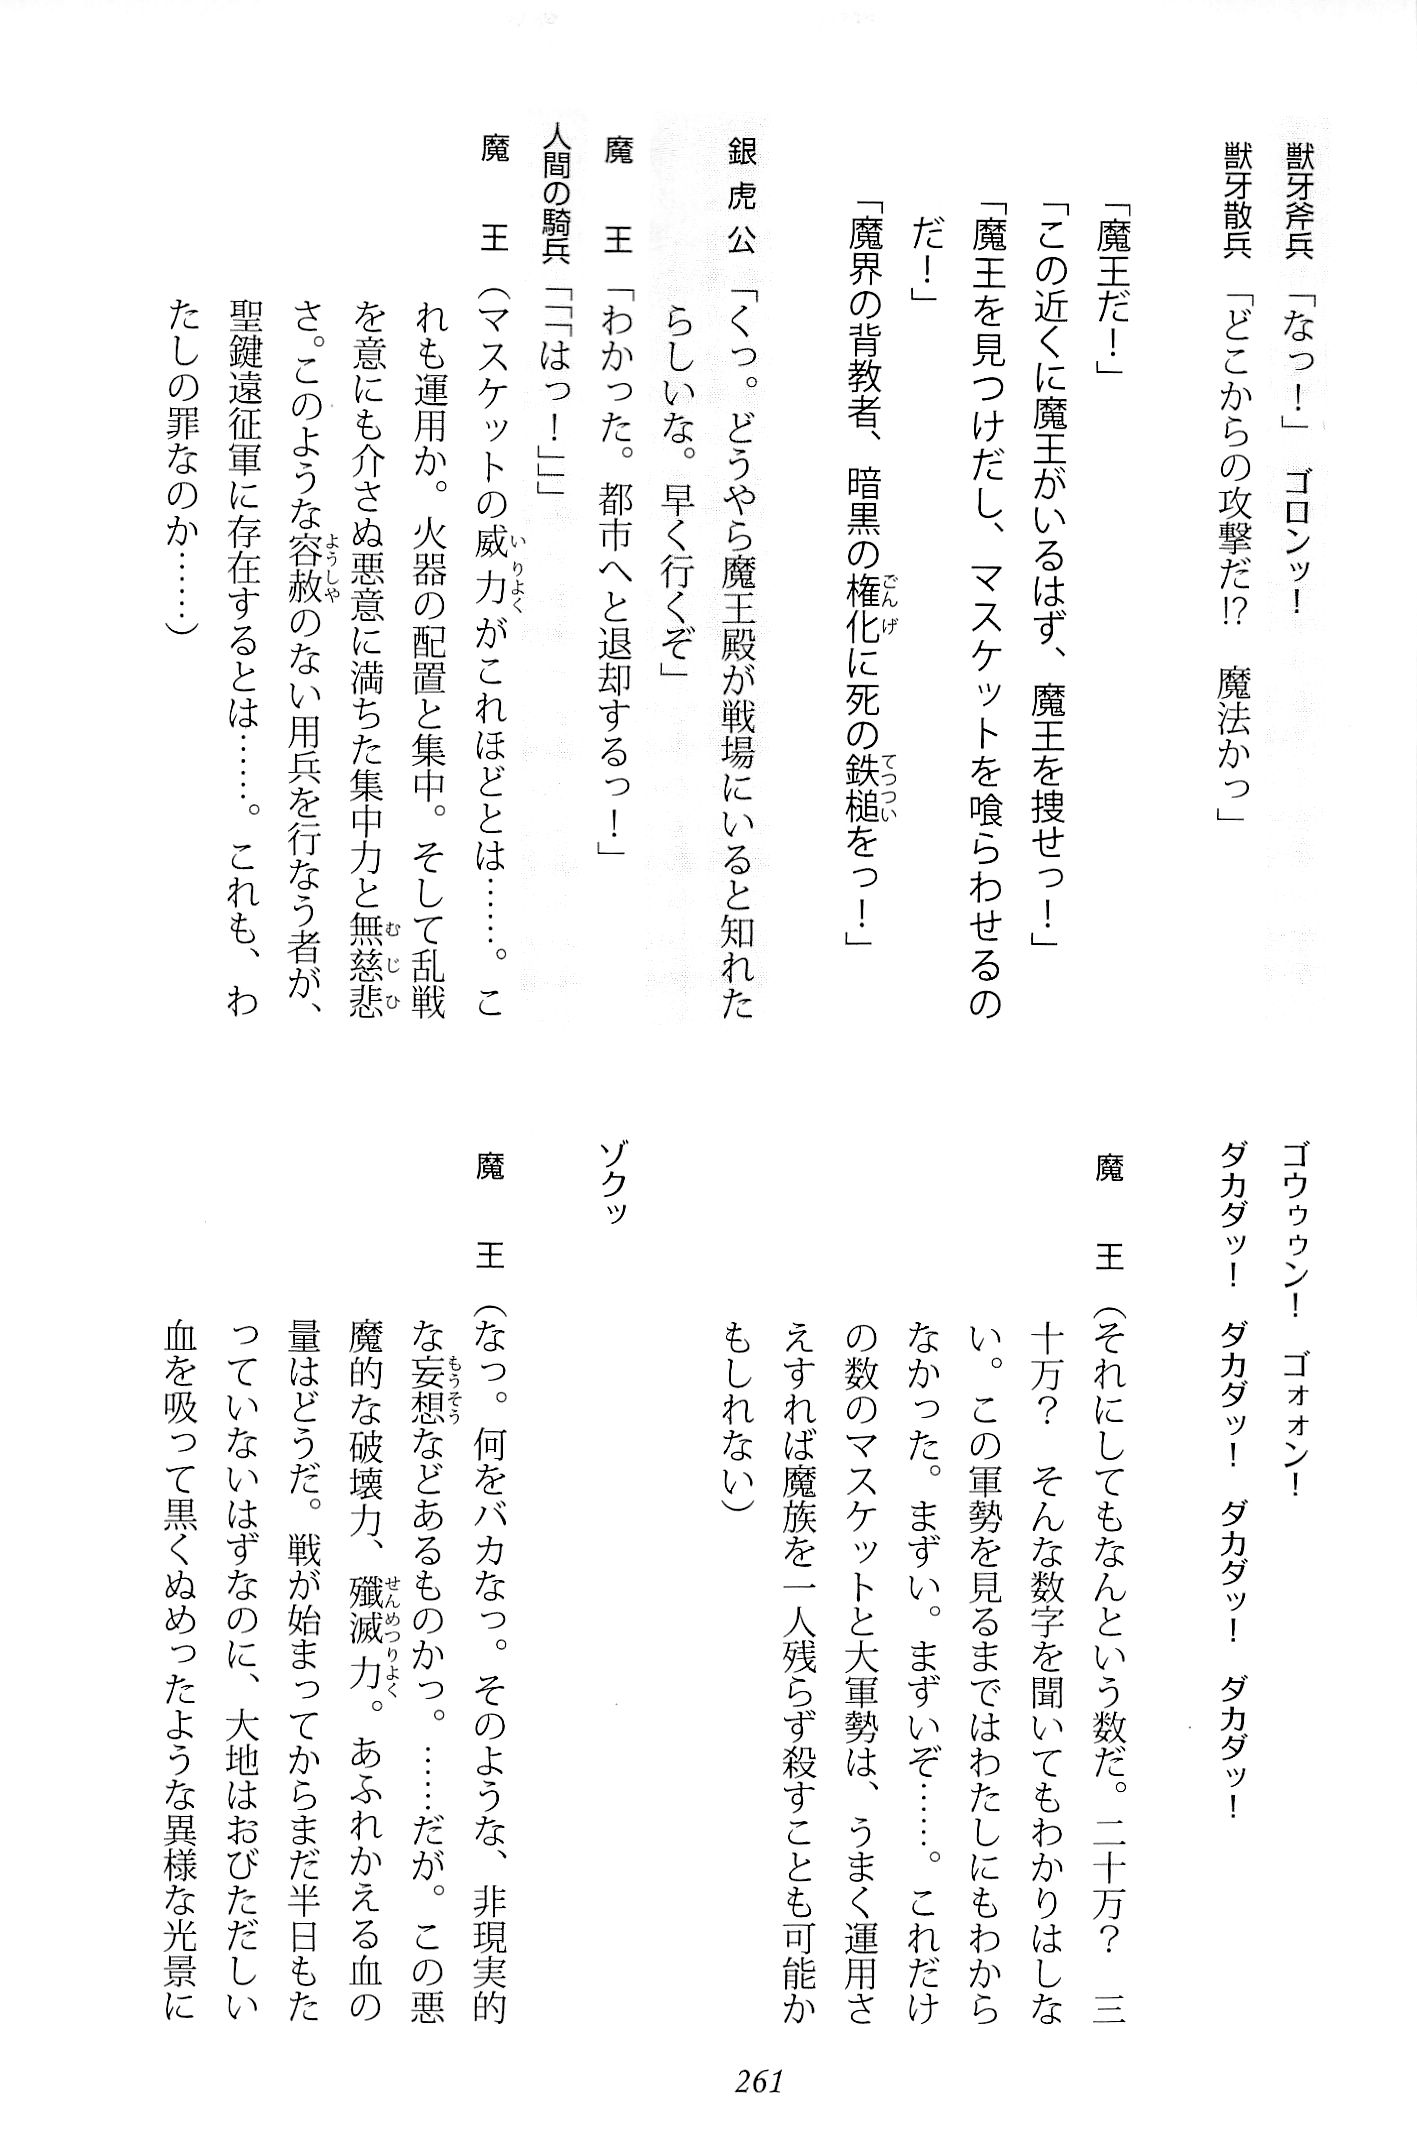 獣牙斧兵「なっ！」 ゴロンッ！
獣牙散兵「どこからの攻撃だ!? 魔法かっ」
「魔王だ！」
「この近くに魔王がいるはず、魔王を捜せっ！」
「魔王を見つけだし、マスケットを喰らわせるの
だ！」
「魔界の背教者、暗黒の権化に死の鉄槌をっ！」
銀虎公「くっ。どうやら魔王殿が戦場にいると知れた
らしいな。早く行くぞ」
魔 王「わかった。都市へと退却するっ！」
人間の騎兵「「「はっ！」」」
魔 王（マスケットの威力がこれほどとは……。こ
れも運用か。火器の配置と集中。そして乱戦
を意にも介さぬ悪意に満ちた集中力と無慈悲
さ。このような容赦のない用兵を行なう者が、
聖鍵遠征軍に存在するとは……。これも、わ
たしの罪なのか……）
ゴウゥゥン！ ゴォォン！
ダカダッ！ ダカダッ！ ダカダッ！ ダカダッ！
魔 王（それにしてもなんという数だ。二十万？ 三
十万？ そんな数字を聞いてもわかりはしな
い。この軍勢を見るまではわたしにもわから
なかった。まずい。まずいぞ……。これだけ
の数のマスケットと大軍勢は、うまく運用さ
えすれば魔族を一人残らず殺すことも可能か
もしれない）
ゾクッ
魔 王（なっ。何をバカなっ。そのような、非現実的
な妄想などあるものかっ。……だが。この悪
魔的な破壊力、殲滅力。あふれかえる血の
量はどうだ。戦が始まってからまだ半日もた
っていないはずなのに、大地はおびただしい
血を吸って黒くぬめったような異様な光景に
261